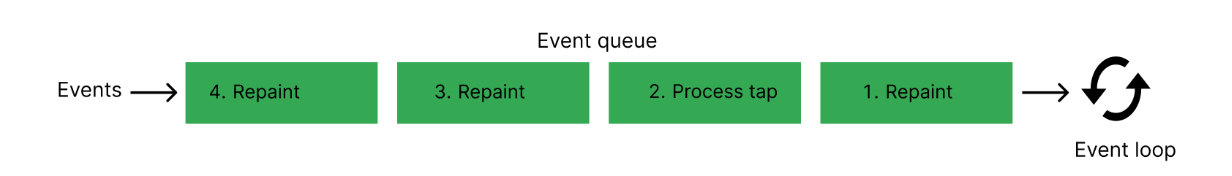 Event queue
Events
4. Repaint
3. Repaint
2. Process tap
1. Repaint
Event loop